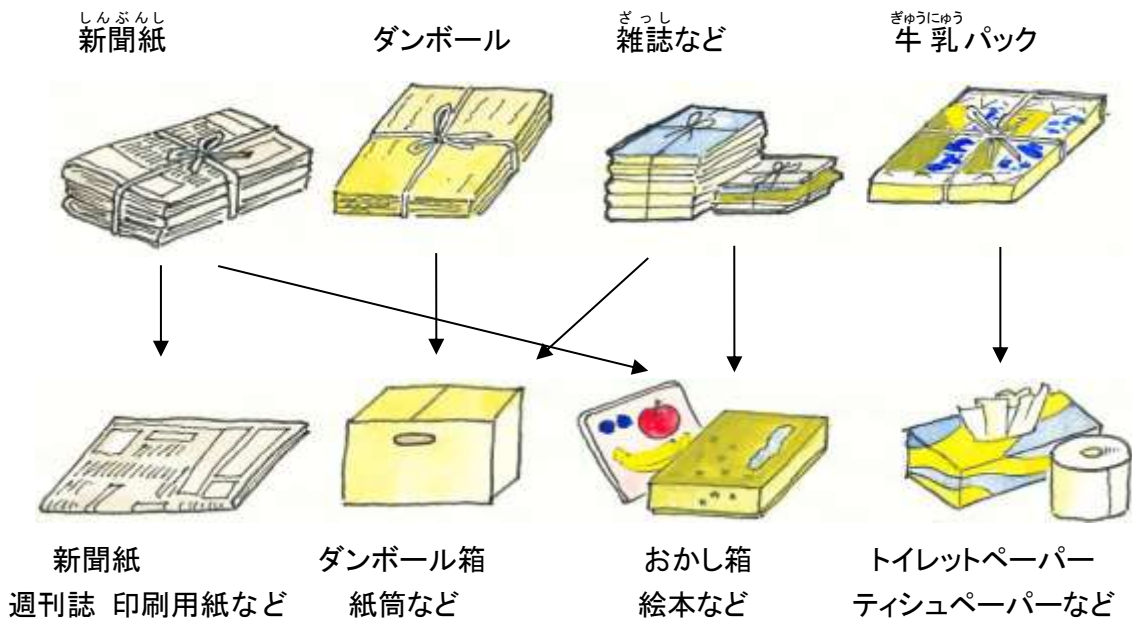 しんぶんし
新聞紙
ダンボール
ざっし
雑誌など
ぎゅうにゅう
牛乳パック
新聞紙
週刊誌 印刷用紙など
ダンボール箱
紙筒など
おかし箱
絵本など
トイレットペーパー
ティシュペーパーなど